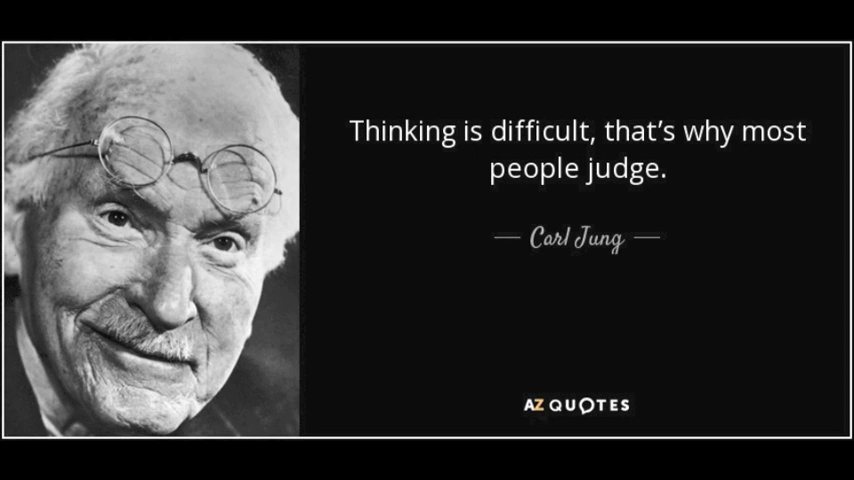 Thinking is difficult, that’s why most
people judge.
— Carl Jung —
AZ QUOTES